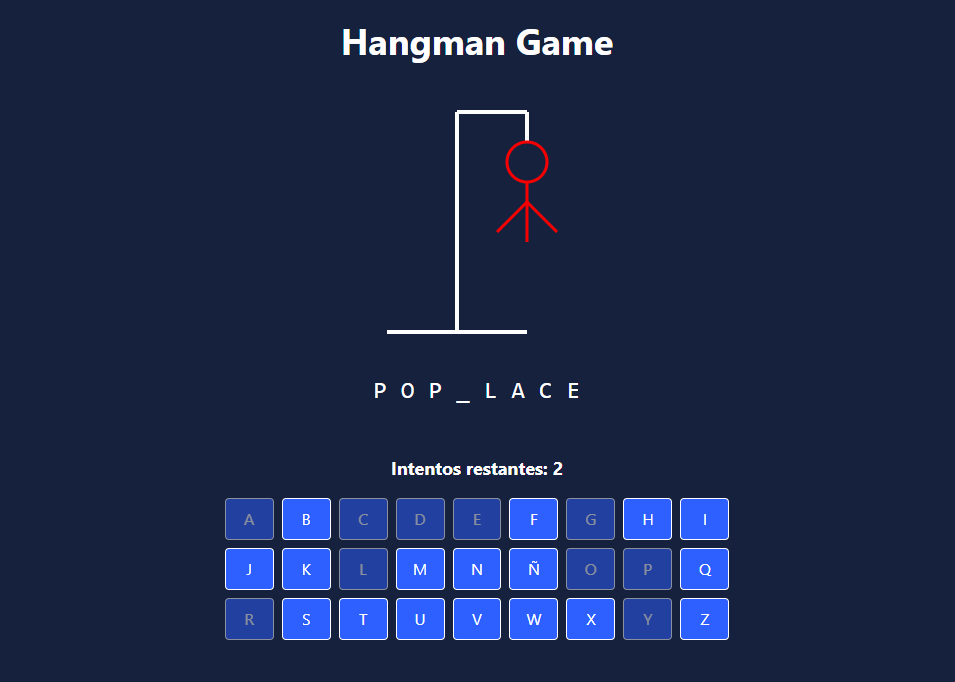 Hangman Game
P O P _ L A C E
Intentos restantes: 2
A B C D E F G H I
J K L M N Ñ O P Q
R S T U V W X Y Z